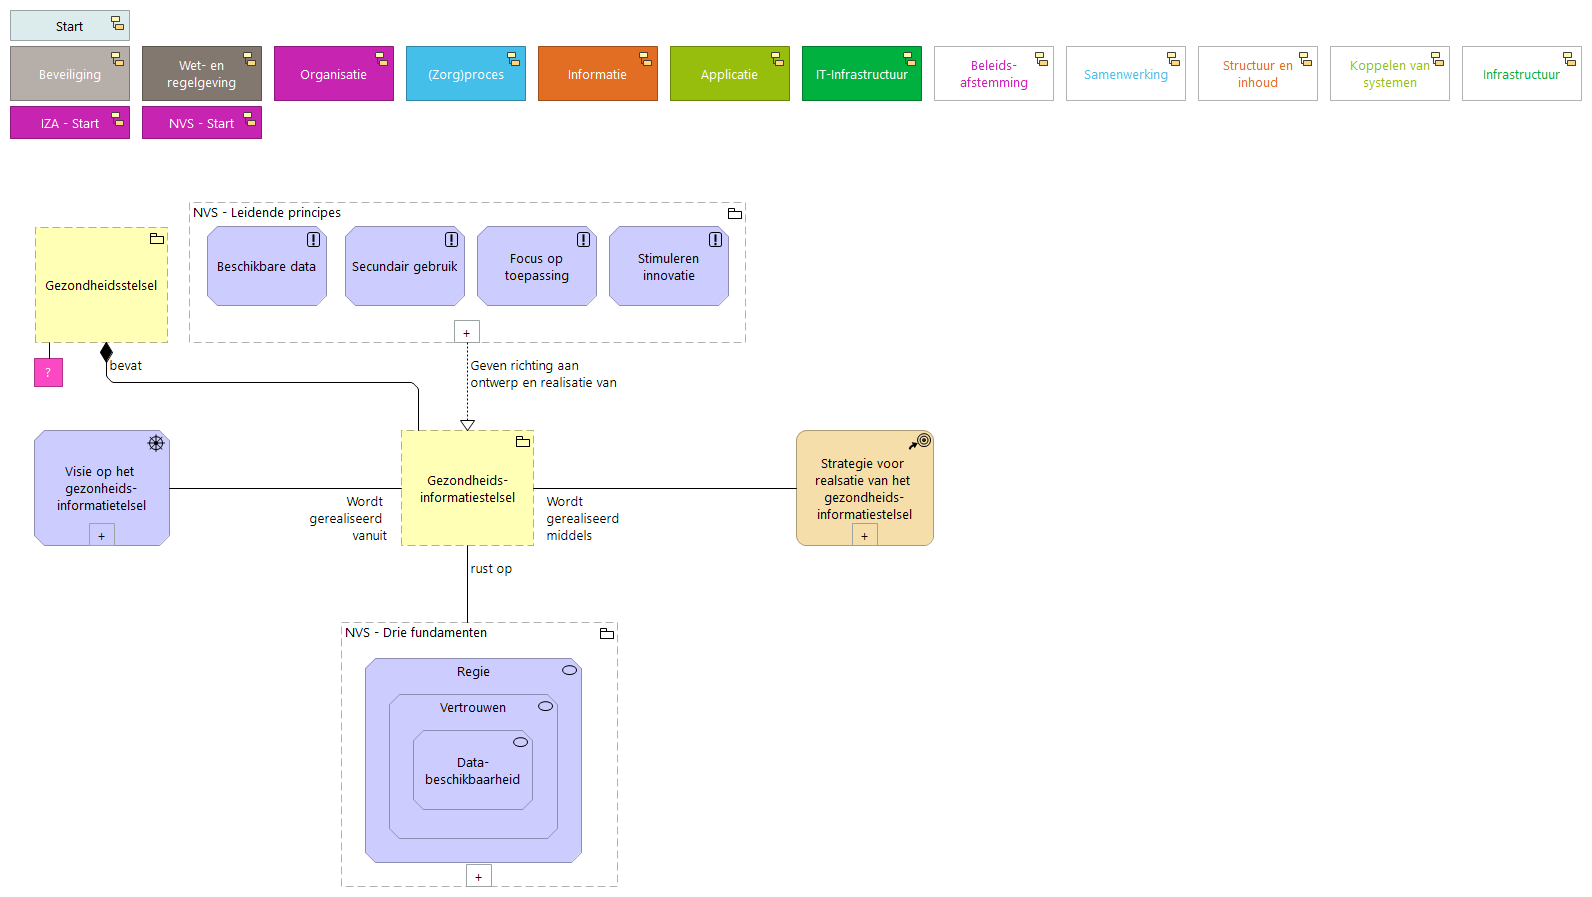 Start
Beveiliging
Wet- en
regelgeving
Organisatie
(Zorg)proces
Informatie
Applicatie
IT-Infrastructuur
Beleids-
afstemming
Samenwerking
Structuur en
inhoud
Koppelen van
systemen
Infrastructuur
IZA - Start
NVS - Start
NVS - Leidende principes
Beschikbare data
Secundair gebruik
Focus op
toepassing
Stimuleren
innovatie
+
Gezondheidsstelsel
?
bevat
Geven richting aan
ontwerp en realisatie van
Visie op het
gezonheids-
informatietelsel
+
Wordt
gerealiseerd
vanuit
Gezondheids-
informatiestelsel
Wordt
gerealiseerd
middels
Strategie voor
realsatie van het
gezondheids-
informatiestelsel
+
rust op
NVS - Drie fundamenten
Regie
Vertrouwen
Data-
beschikbaarheid
+